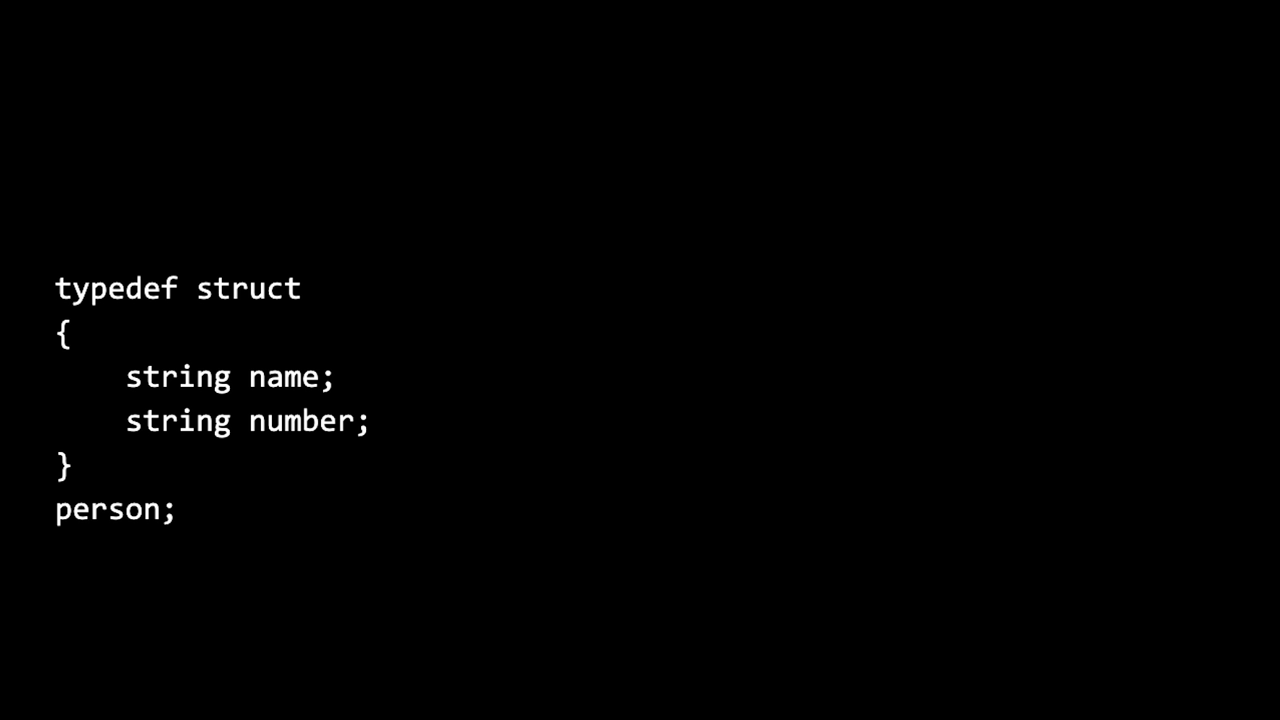 typedef struct
{
    string name;
    string number;
}
person;